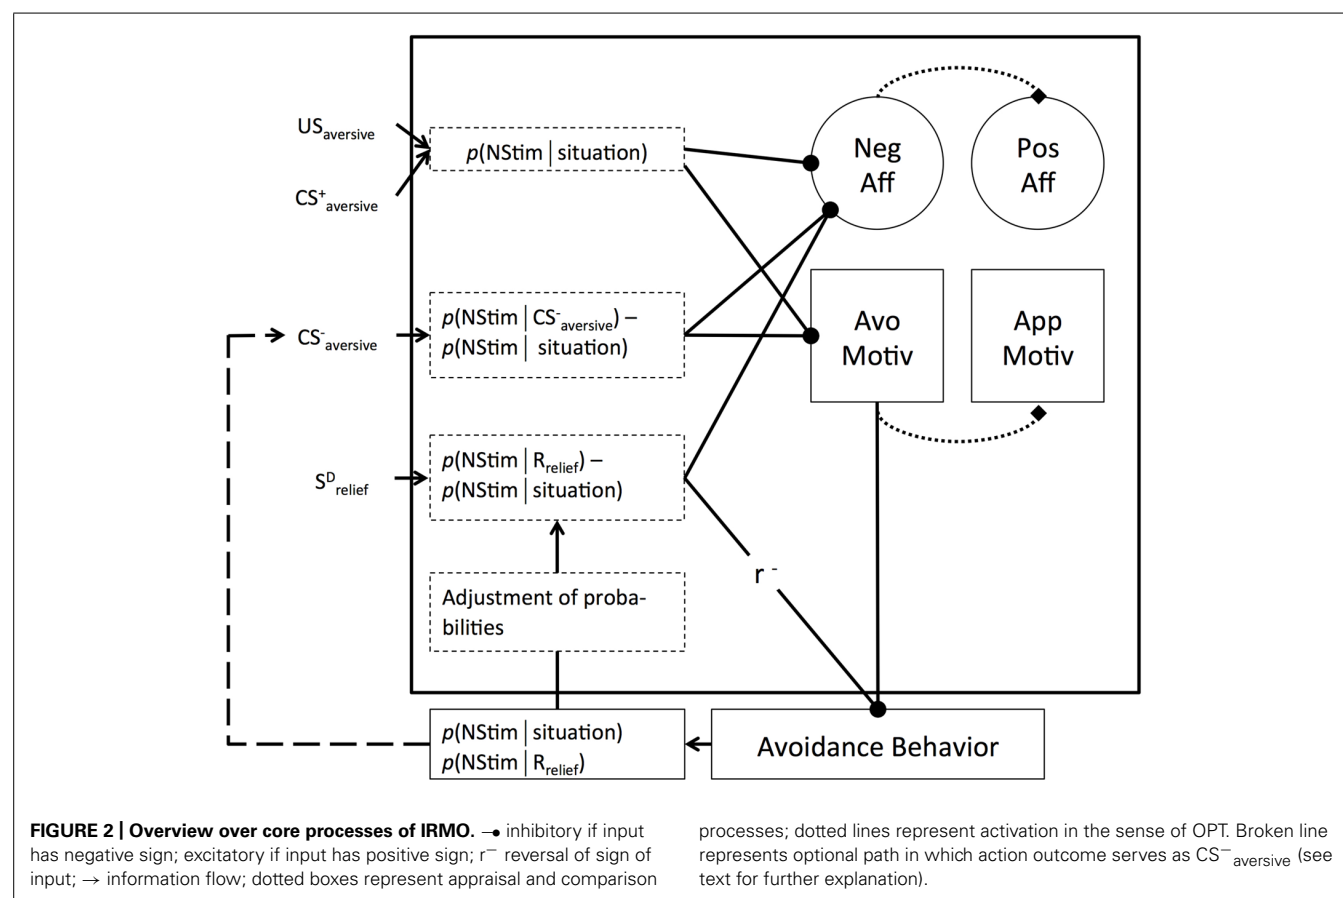 US aversive
CS+ aversive
p(NStim | situation)
Neg
Aff
Pos
Aff
CS- aversive
p(NStim | CS- aversive) –
p(NStim | situation)
Avo
Motiv
App
Motiv
SD relief
p(NStim | R relief) –
p(NStim | situation)
r -
Adjustment of proba-
bilities
p(NStim | situation)
p(NStim | R relief)
Avoidance Behavior
FIGURE 2 | Overview over core processes of IRMO. —• inhibitory if input
has negative sign; excitatory if input has positive sign; r− reversal of sign of
input; → information flow; dotted boxes represent appraisal and comparison
processes; dotted lines represent activation in the sense of OPT. Broken line
represents optional path in which action outcome serves as CS− aversive (see
text for further explanation).